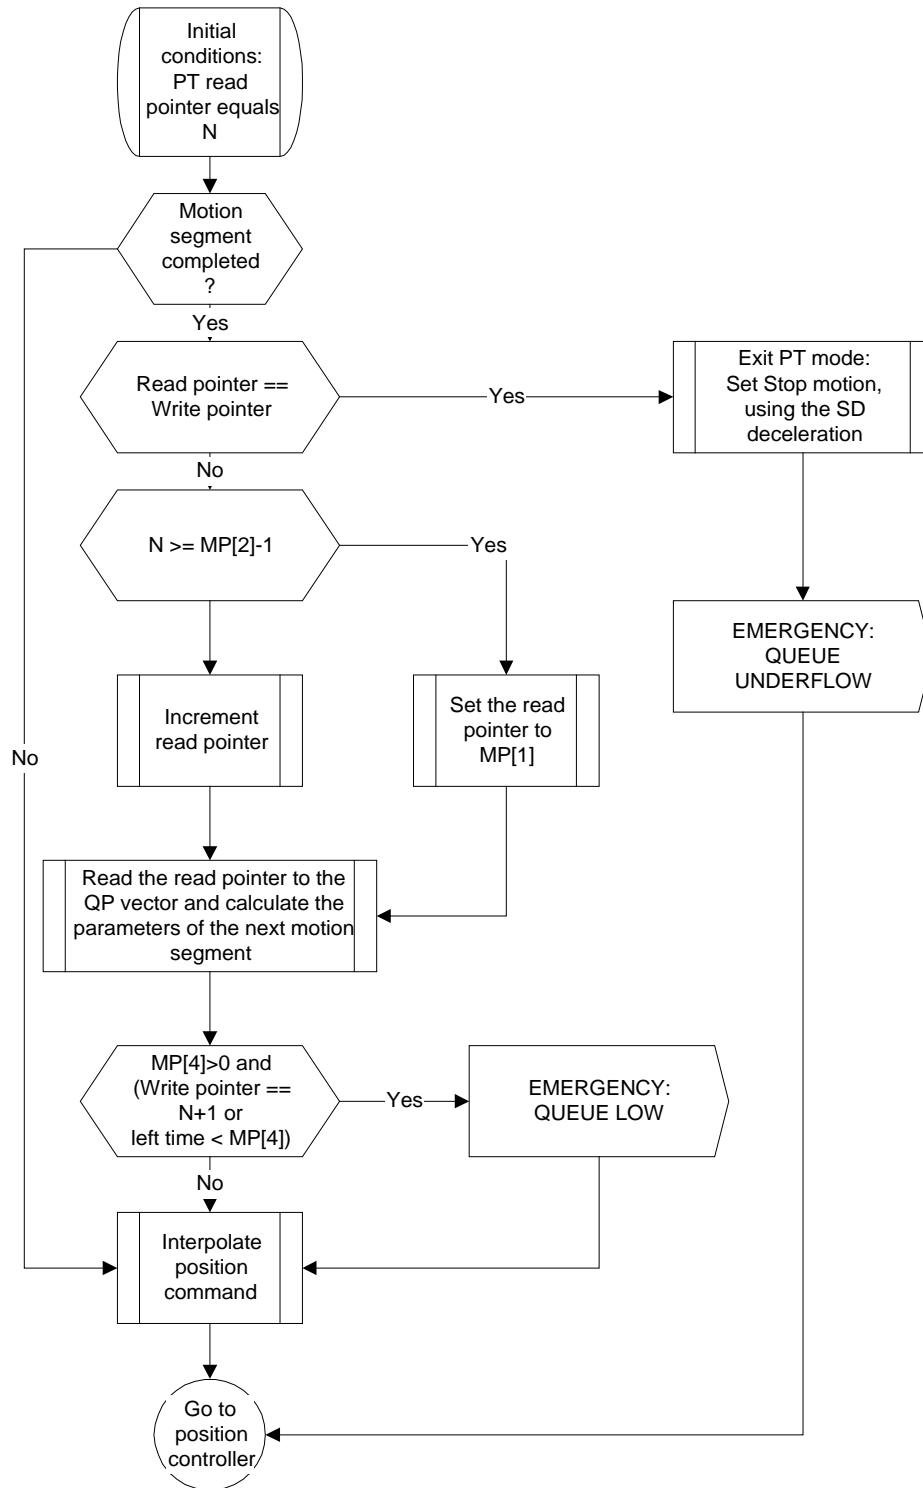 Initial
conditions:
PT read
pointer equals
N
Motion
segment
completed
?
Yes
Read pointer ==
Write pointer
Yes
Exit PT mode:
Set Stop motion,
using the SD
deceleration
No
N >= MP[2]-1
Yes
EMERGENCY:
QUEUE
UNDERFLOW
Increment
read pointer
Set the read
pointer to
MP[1]
No
Read the read pointer to the
QP vector and calculate the
parameters of the next motion
segment
MP[4]>0 and
(Write pointer ==
N+1 or
left time < MP[4])
Yes
EMERGENCY:
QUEUE LOW
No
Interpolate
position
command
Go to
position
controller